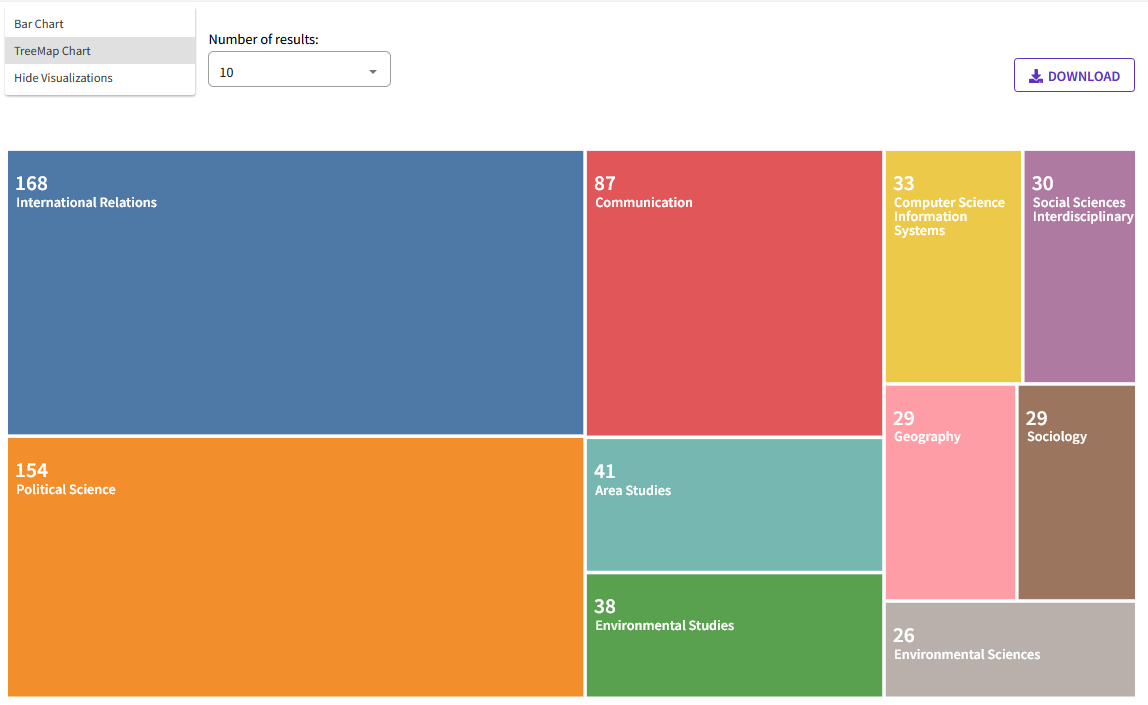 Bar Chart
TreeMap Chart
Hide Visualizations
Number of results:
10
DOWNLOAD
168
International Relations
154
Political Science
87
Communication
41
Area Studies
38
Environmental Studies
33
Computer Science
Information
Systems
30
Social Sciences
Interdisciplinary
29
Geography
29
Sociology
26
Environmental Sciences